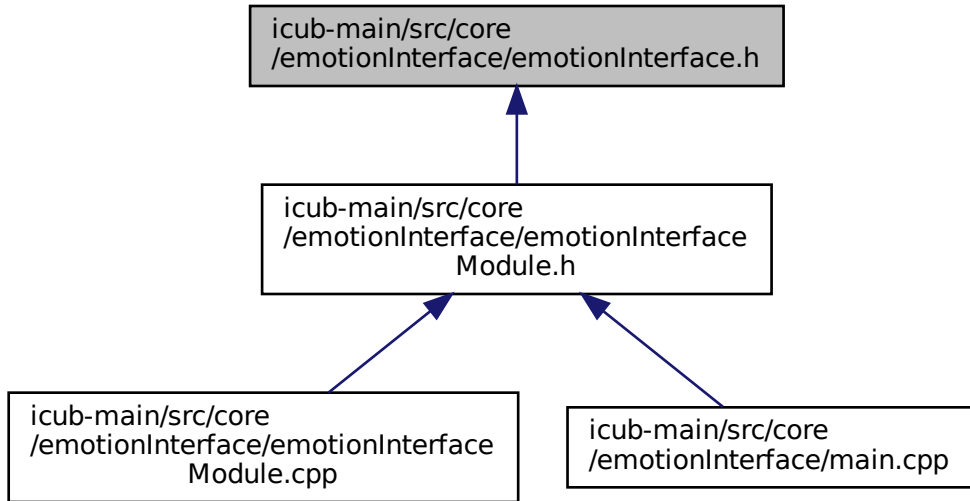 icub-main/src/core
/emotionInterface/emotionInterface.h
icub-main/src/core
/emotionInterface/emotionInterface
Module.h
icub-main/src/core
/emotionInterface/emotionInterface
Module.cpp
icub-main/src/core
/emotionInterface/main.cpp